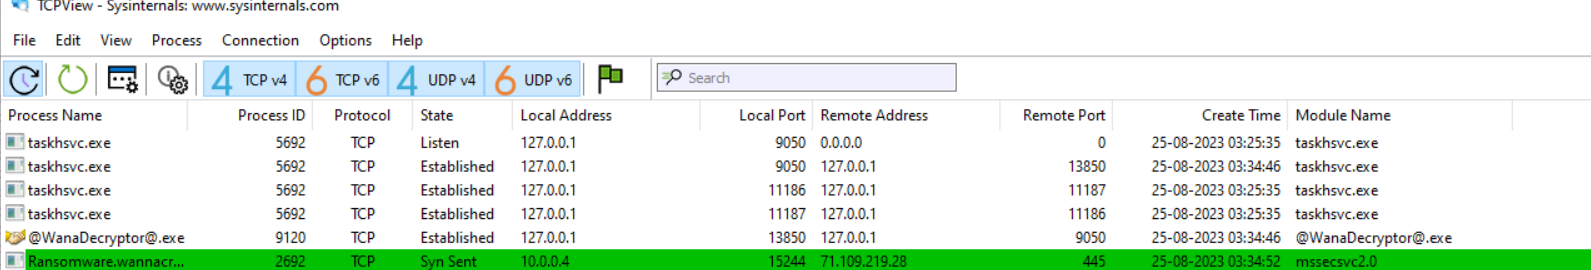 TCPView - Sysinternals: www.sysinternals.com
File Edit View Process Connection Options Help
4 TCP v4 6 TCP v6 4 UDP v4 6 UDP v6 Search
Process Name Process ID Protocol State Local Address Local Port Remote Address Remote Port Create Time Module Name
taskhsvc.exe 5692 TCP Listen 127.0.0.1 9050 0.0.0.0 0 25-08-2023 03:25:35 taskhsvc.exe
taskhsvc.exe 5692 TCP Established 127.0.0.1 9050 127.0.0.1 13850 25-08-2023 03:34:46 taskhsvc.exe
taskhsvc.exe 5692 TCP Established 127.0.0.1 11186 127.0.0.1 11187 25-08-2023 03:25:35 taskhsvc.exe
taskhsvc.exe 5692 TCP Established 127.0.0.1 11187 127.0.0.1 11186 25-08-2023 03:25:35 taskhsvc.exe
@WanaDecryptor@.exe 9120 TCP Established 127.0.0.1 13850 127.0.0.1 9050 25-08-2023 03:34:46 @WanaDecryptor@.exe
Ransomware.wannacr... 2692 TCP Syn Sent 10.0.0.4 15244 71.109.219.28 445 25-08-2023 03:34:52 mssecsvc2.0